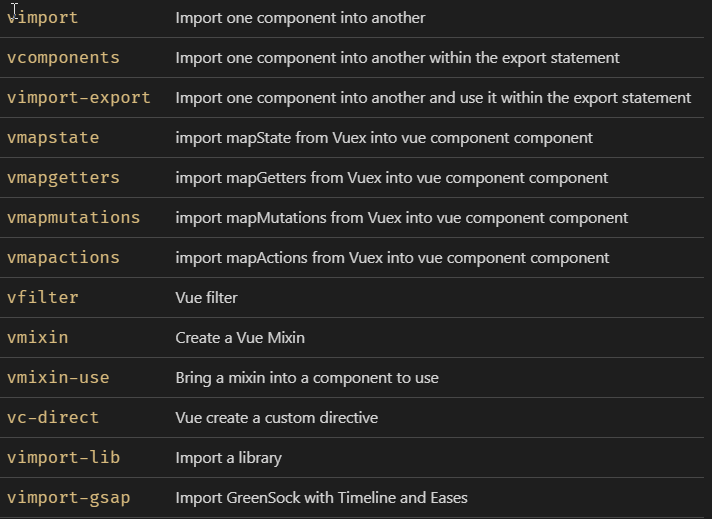 vimport Import one component into another
vcomponents Import one component into another within the export statement
vimport-export Import one component into another and use it within the export statement
vmapstate import mapState from Vuex into vue component component
vmapgetters import mapGetters from Vuex into vue component component
vmapmutations import mapMutations from Vuex into vue component component
vmapactions import mapActions from Vuex into vue component component
vfilter Vue filter
vmixin Create a Vue Mixin
vmixin-use Bring a mixin into a component to use
vc-direct Vue create a custom directive
vimport-lib Import a library
vimport-gsap Import GreenSock with Timeline and Eases